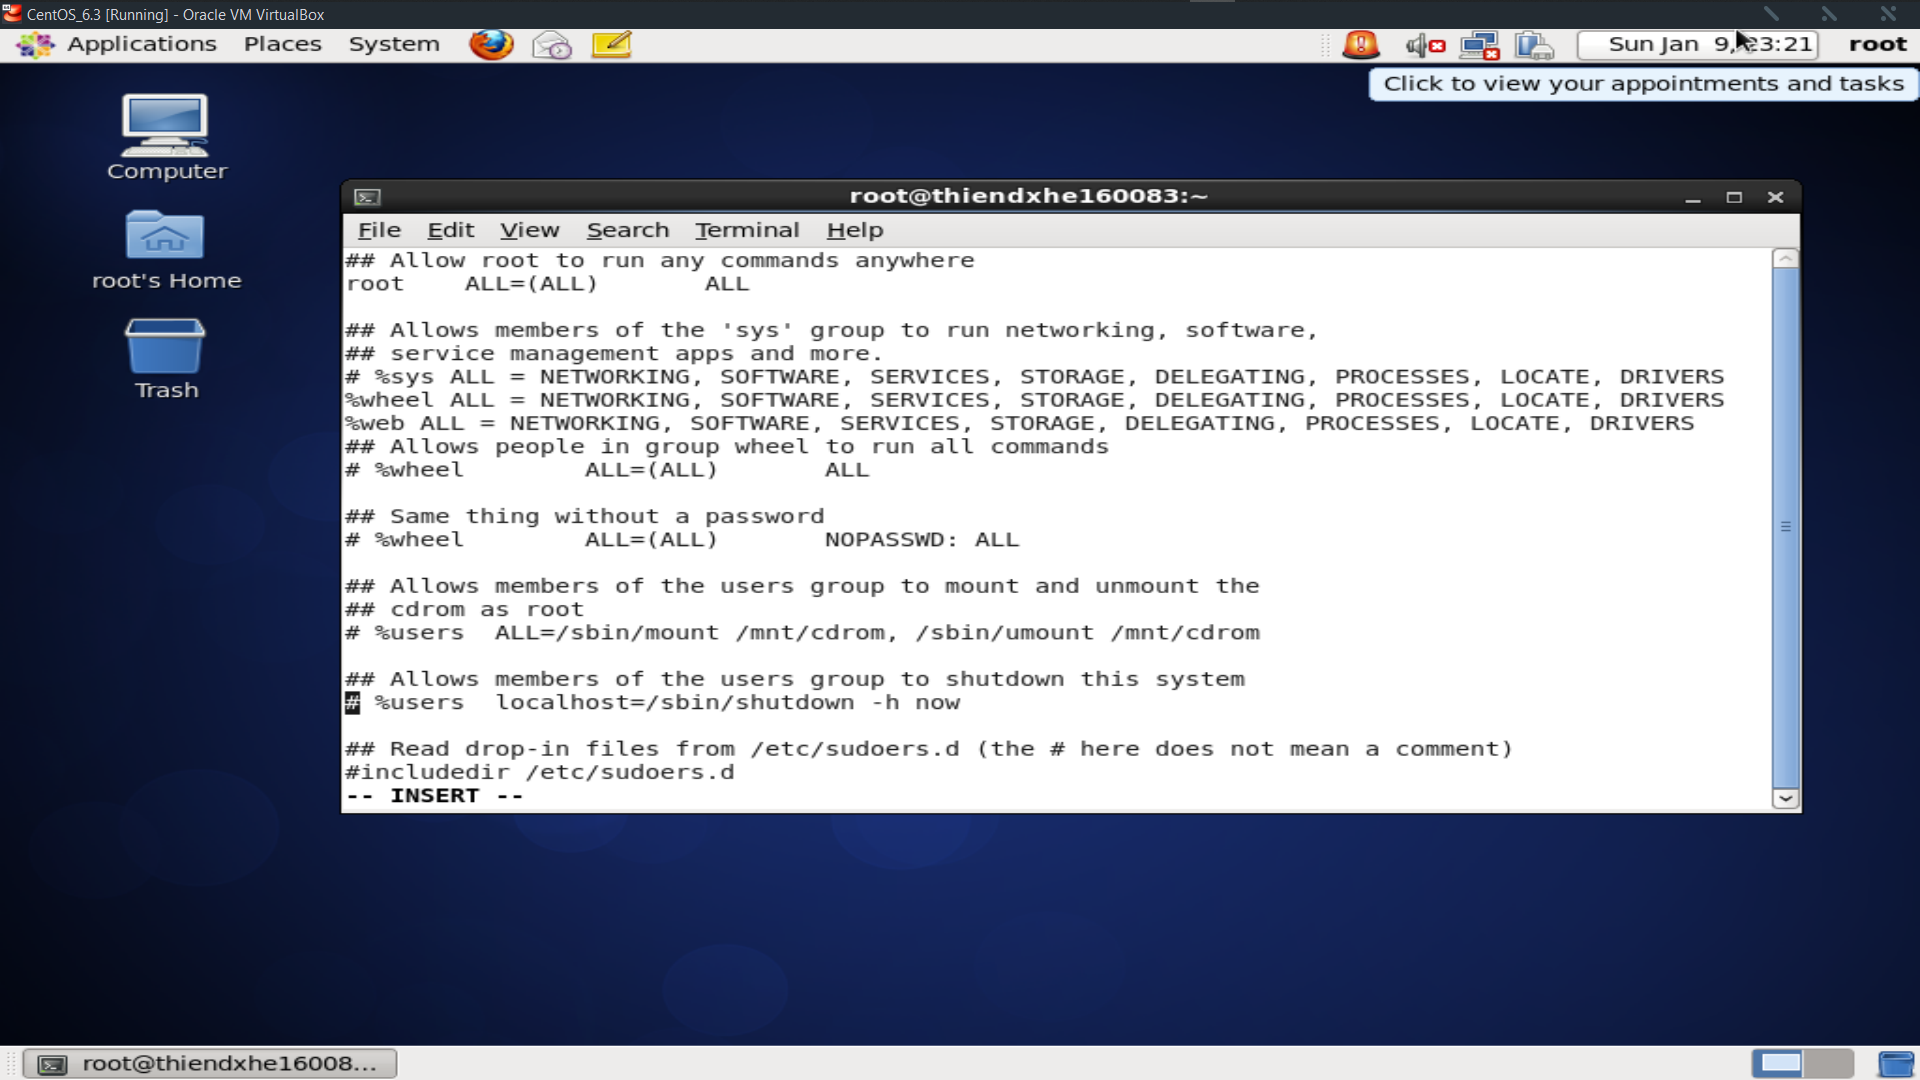 CentOS_6.3 [Running] - Oracle VM VirtualBox
Applications Places System
Sun Jan 9, 23:21 root
Click to view your appointments and tasks
Computer
root's Home
Trash
root@thiendxhe160083:~
File Edit View Search Terminal Help
## Allow root to run any commands anywhere
root ALL=(ALL) ALL
## Allows members of the 'sys' group to run networking, software,
## service management apps and more.
# %sys ALL = NETWORKING, SOFTWARE, SERVICES, STORAGE, DELEGATING, PROCESSES, LOCATE, DRIVERS
%wheel ALL = NETWORKING, SOFTWARE, SERVICES, STORAGE, DELEGATING, PROCESSES, LOCATE, DRIVERS
%web ALL = NETWORKING, SOFTWARE, SERVICES, STORAGE, DELEGATING, PROCESSES, LOCATE, DRIVERS
## Allows people in group wheel to run all commands
# %wheel ALL=(ALL) ALL
## Same thing without a password
# %wheel ALL=(ALL) NOPASSWD: ALL
## Allows members of the users group to mount and unmount the
## cdrom as root
# %users ALL=/sbin/mount /mnt/cdrom, /sbin/umount /mnt/cdrom
## Allows members of the users group to shutdown this system
# %users localhost=/sbin/shutdown -h now
## Read drop-in files from /etc/sudoers.d (the # here does not mean a comment)
#includedir /etc/sudoers.d
-- INSERT --
root@thiendxhe16008...